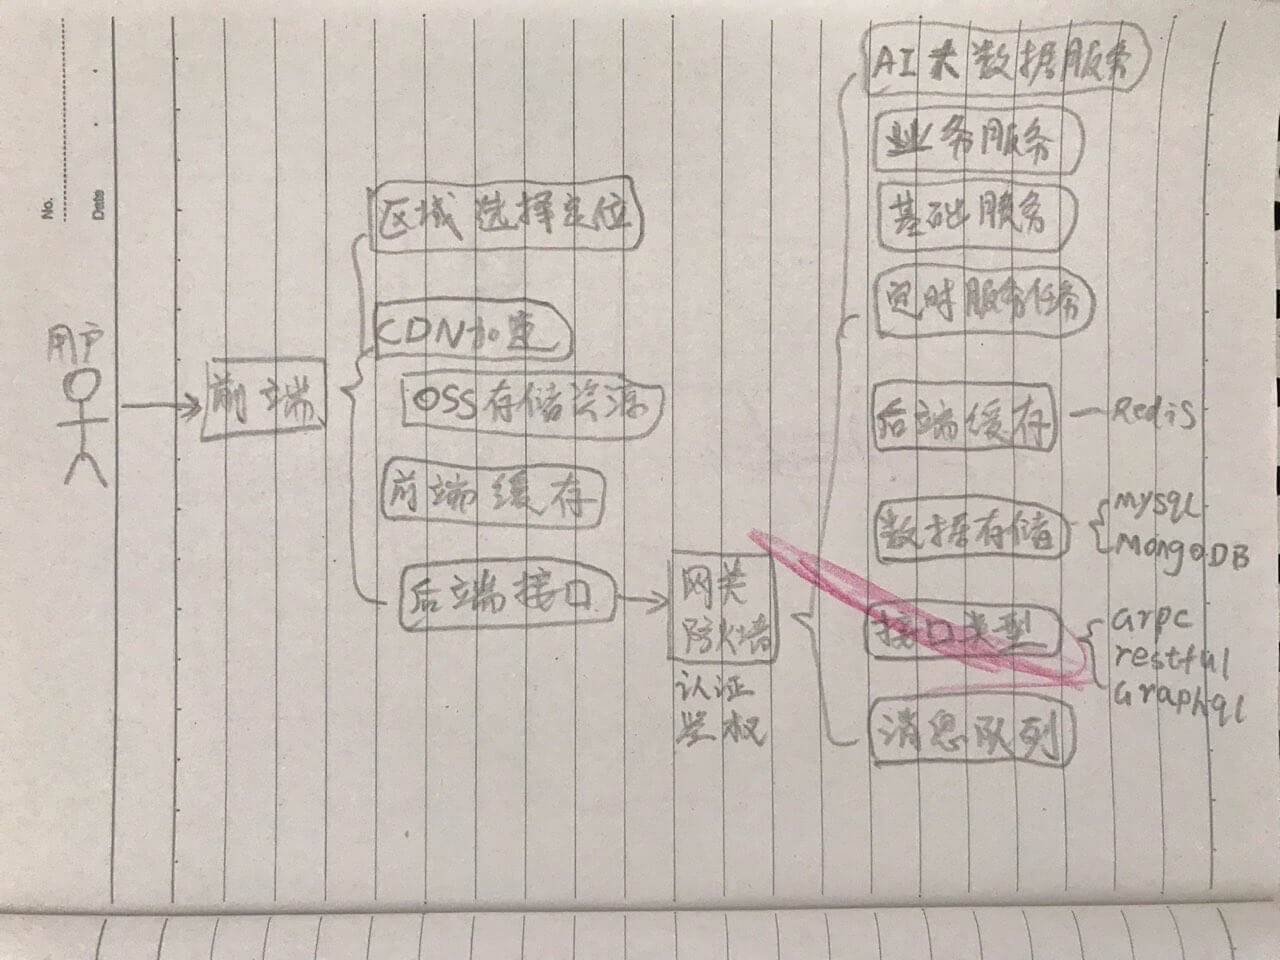 No.
Date
用户
前端
区域选择定位
CDN加速
OSS存储资源
前端缓存
后端接口
网关
防火墙
认证
鉴权
AI大数据服务
业务服务
基础服务
定时服务任务
后端缓存
Redis
数据存储
mysql
MongoDB
接口类型
Grpc
restful
Graphql
消息队列